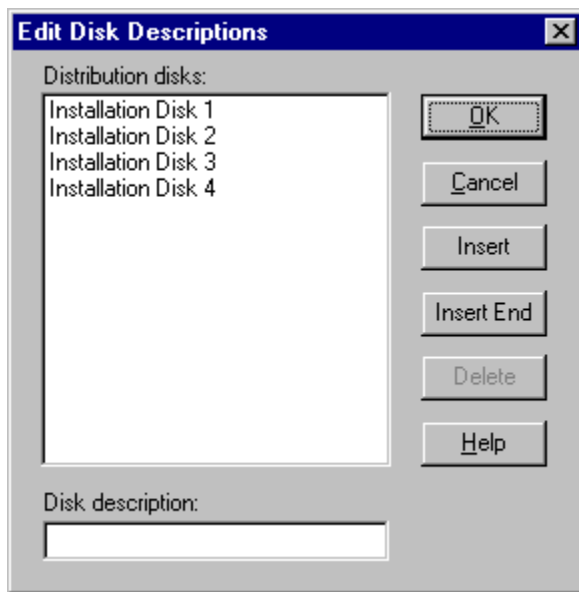 Edit Disk Descriptions
Distribution disks:
Installation Disk 1
Installation Disk 2
Installation Disk 3
Installation Disk 4
OK
Cancel
Insert
Insert End
Delete
Help
Disk description: